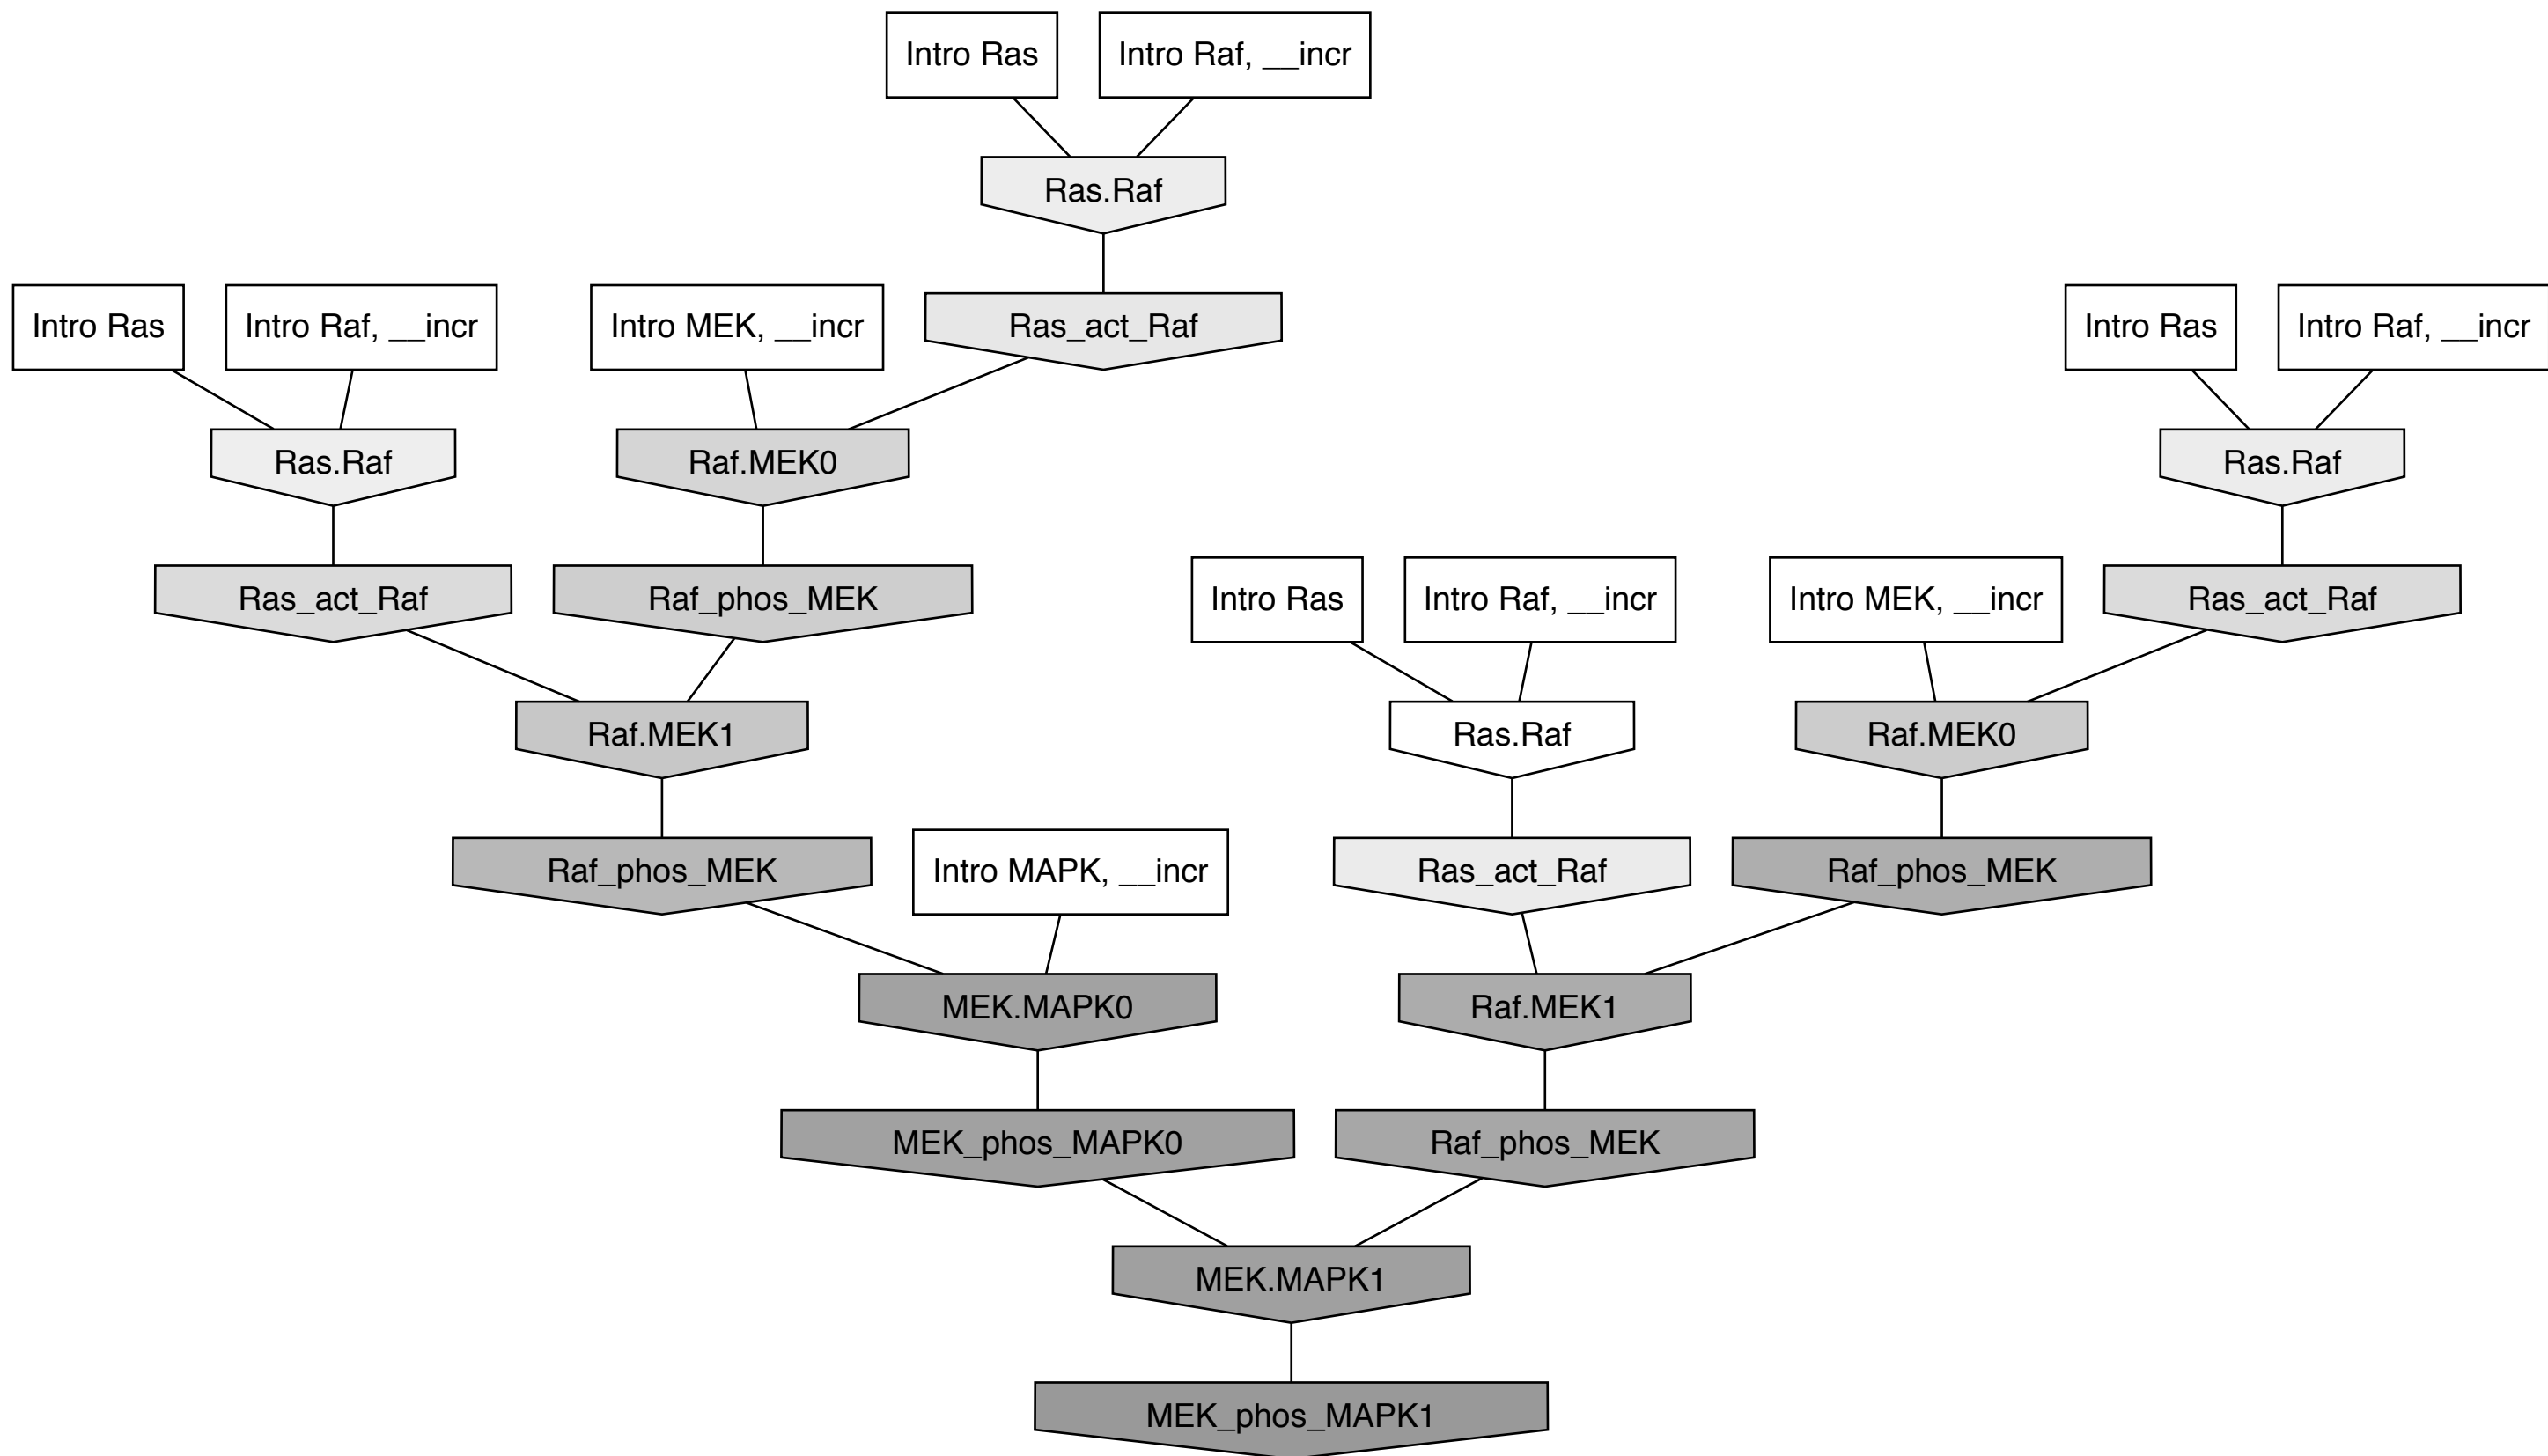 Intro Ras
Intro Raf, __incr
Ras.Raf
Intro Ras
Intro Raf, __incr
Intro MEK, __incr
Ras_act_Raf
Intro Ras
Intro Raf, __incr
Ras.Raf
Raf.MEK0
Ras.Raf
Ras_act_Raf
Raf_phos_MEK
Intro Ras
Intro Raf, __incr
Intro MEK, __incr
Ras_act_Raf
Raf.MEK1
Ras.Raf
Raf.MEK0
Raf_phos_MEK
Intro MAPK, __incr
Ras_act_Raf
Raf_phos_MEK
MEK.MAPK0
Raf.MEK1
MEK_phos_MAPK0
Raf_phos_MEK
MEK.MAPK1
MEK_phos_MAPK1